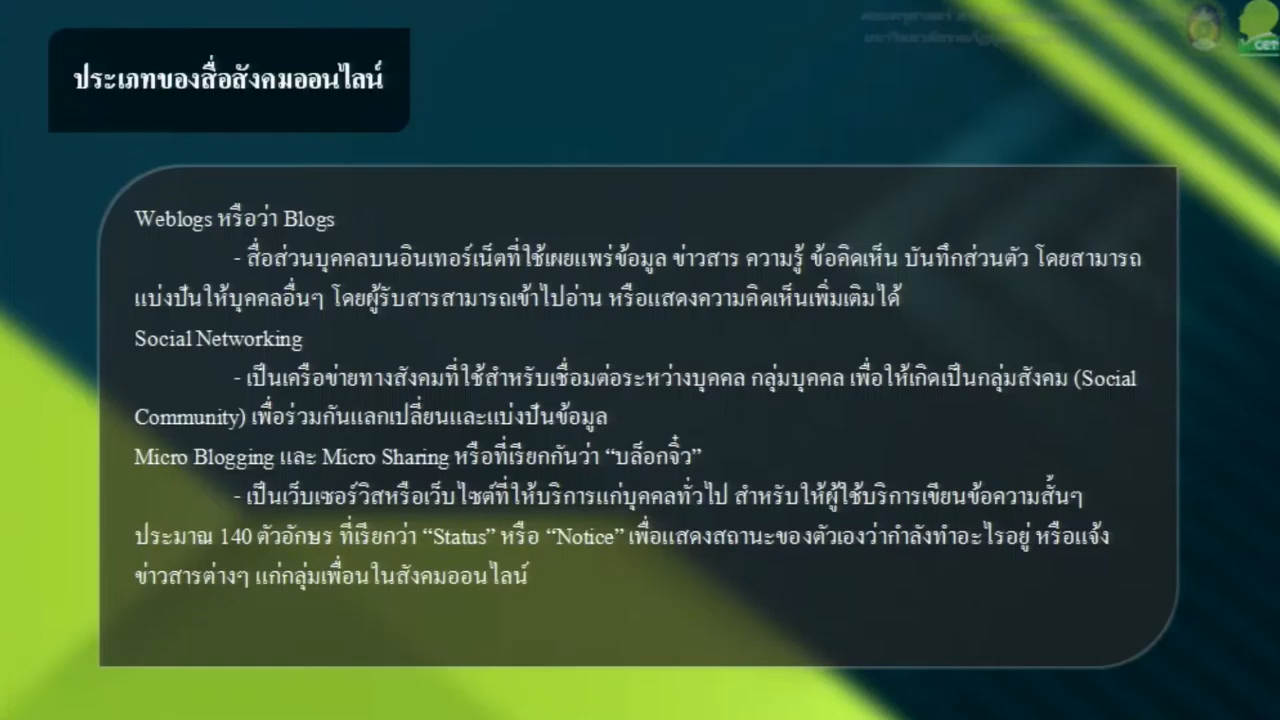 ประเภทของสื่อสังคมออนไลน์
CET
Weblogs หรือว่า Blogs
- สื่อส่วนบุคคลบนอินเทอร์เน็ตที่ใช้เผยแพร่ข้อมูล ข่าวสาร ความรู้ ข้อคิดเห็น บันทึกส่วนตัว โดยสามารถ
แบ่งปันให้บุคคลอื่นๆ โดยผู้รับสารสามารถเข้าไปอ่าน หรือแสดงความคิดเห็นเพิ่มเติมได้
Social Networking
- เป็นเครือข่ายทางสังคมที่ใช้สำหรับเชื่อมต่อระหว่างบุคคล กลุ่มบุคคล เพื่อให้เกิดเป็นกลุ่มสังคม (Social
Community) เพื่อร่วมกันแลกเปลี่ยนและแบ่งปันข้อมูล
Micro Blogging และ Micro Sharing หรือที่เรียกกันว่า “บล็อกจิ๋ว”
- เป็นเว็บเซอร์วิสหรือเว็บไซต์ที่ให้บริการแก่บุคคลทั่วไป สำหรับให้ผู้ใช้บริการเขียนข้อความสั้นๆ
ประมาณ 140 ตัวอักษร ที่เรียกว่า “Status” หรือ “Notice” เพื่อแสดงสถานะของตัวเองว่ากำลังทำอะไรอยู่ หรือแจ้ง
ข่าวสารต่างๆ แก่กลุ่มเพื่อนในสังคมออนไลน์